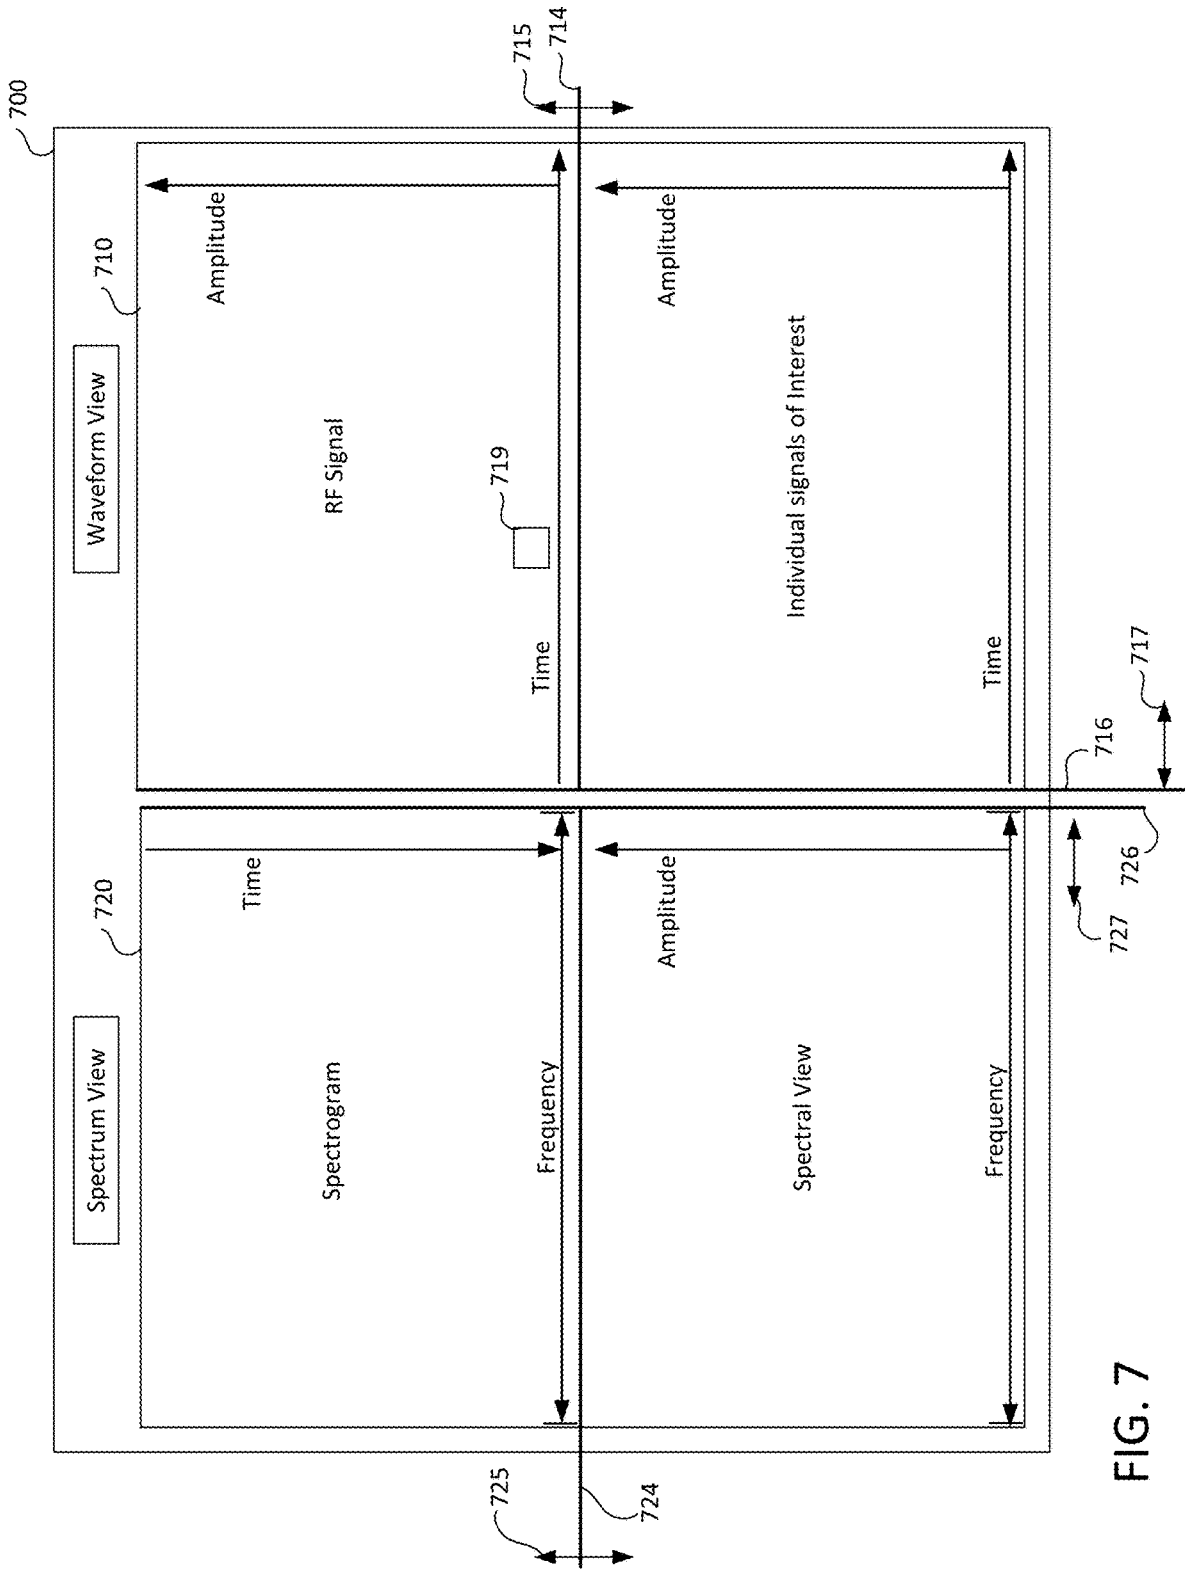 700
Spectrum View
Waveform View
720
710
Time
Amplitude
Spectrogram
RF Signal
725
719
715
Frequency
Time
714
724
Amplitude
Amplitude
Spectral View
Individual signals of Interest
Frequency
Time
727
726
716
717
FIG. 7